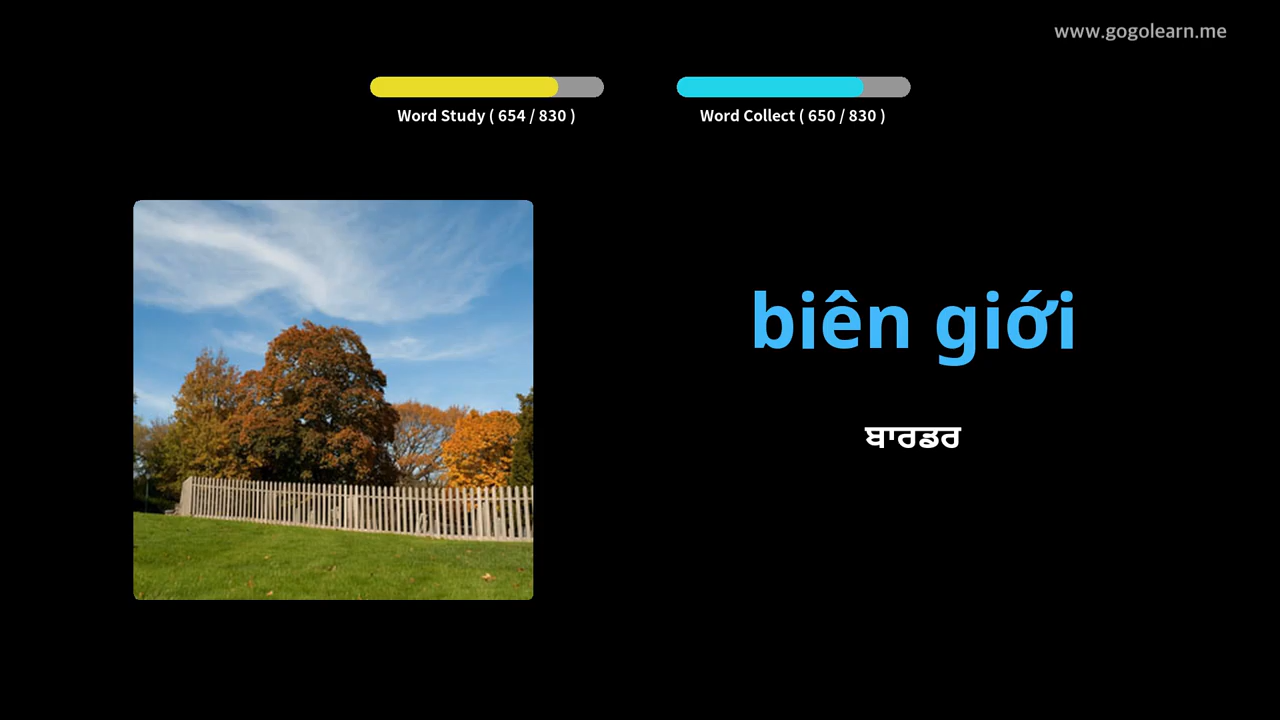 www.gogolearn.me
Word Study ( 654 / 830 )
Word Collect ( 650 / 830 )
biên giới
ਬਾਰਡਰ